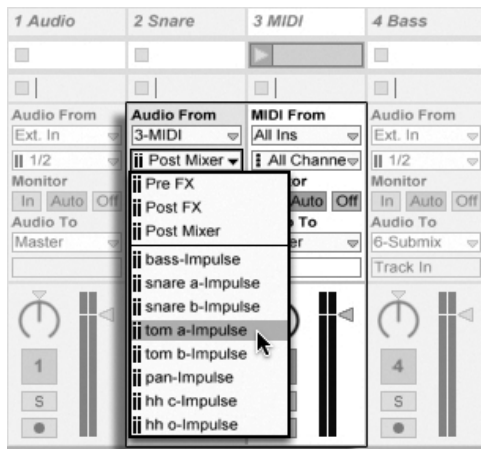 1 Audio 2 Snare 3 MIDI 4 Bass
Audio From Audio From MIDI From Audio From
Ext. In 3-MIDI All Ins Ext. In
1/2 Post Mixer All Channe 1/2
Monitor or Monitor
In Auto Off Auto Off In Auto Off
Audio To To Audio To
Master er 6-Submix
Track In
Pre FX
Post FX
Post Mixer
bass-Impulse
snare a-Impulse
snare b-Impulse
tom a-Impulse
tom b-Impulse
pan-Impulse
hh c-Impulse
hh o-Impulse
1 4
S S